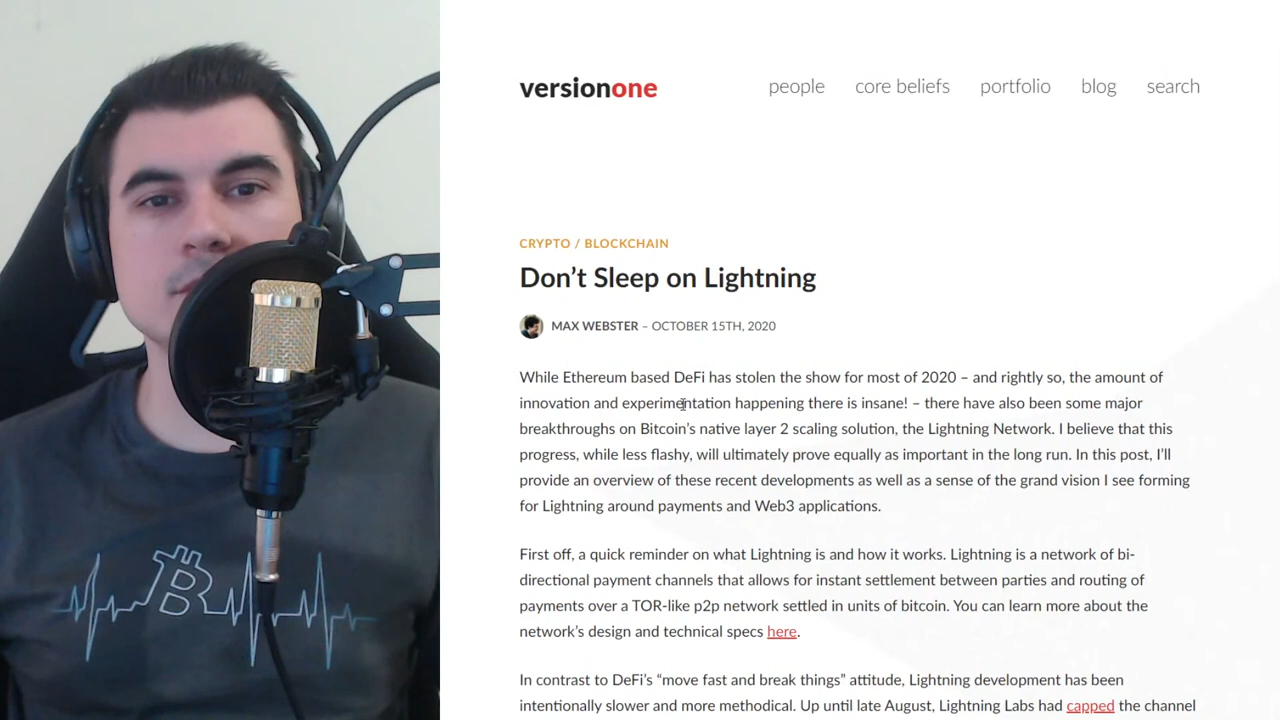 versionone
people core beliefs portfolio blog search
CRYPTO / BLOCKCHAIN
Don’t Sleep on Lightning
MAX WEBSTER – OCTOBER 15TH, 2020
While Ethereum based DeFi has stolen the show for most of 2020 – and rightly so, the amount of
innovation and experimentation happening there is insane! – there have also been some major
breakthroughs on Bitcoin’s native layer 2 scaling solution, the Lightning Network. I believe that this
progress, while less flashy, will ultimately prove equally as important in the long run. In this post, I’ll
provide an overview of these recent developments as well as a sense of the grand vision I see forming
for Lightning around payments and Web3 applications.
First off, a quick reminder on what Lightning is and how it works. Lightning is a network of bi-
directional payment channels that allows for instant settlement between parties and routing of
payments over a TOR-like p2p network settled in units of bitcoin. You can learn more about the
network’s design and technical specs here.
In contrast to DeFi’s “move fast and break things” attitude, Lightning development has been
intentionally slower and more methodical. Up until late August, Lightning Labs had capped the channel